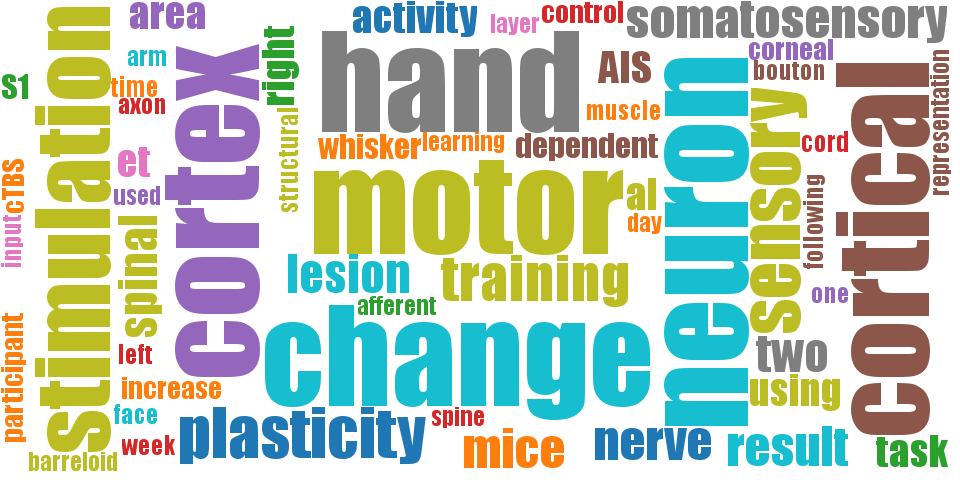 area
activity
layer
control
somatosensory
arm
right
hand
AIS
corneal
bouton
S1
time
axon
cortex
stimulation
structural
whisker
learning
dependent
muscle
neuron
sensory
cord
cortical
representation
et
used
motor
al
day
following
cTBS
input
spinal
lesion
training
afferent
change
one
two
using
participant
left
increase
face
week
barreloid
plasticity
spine
mice
nerve
result
task